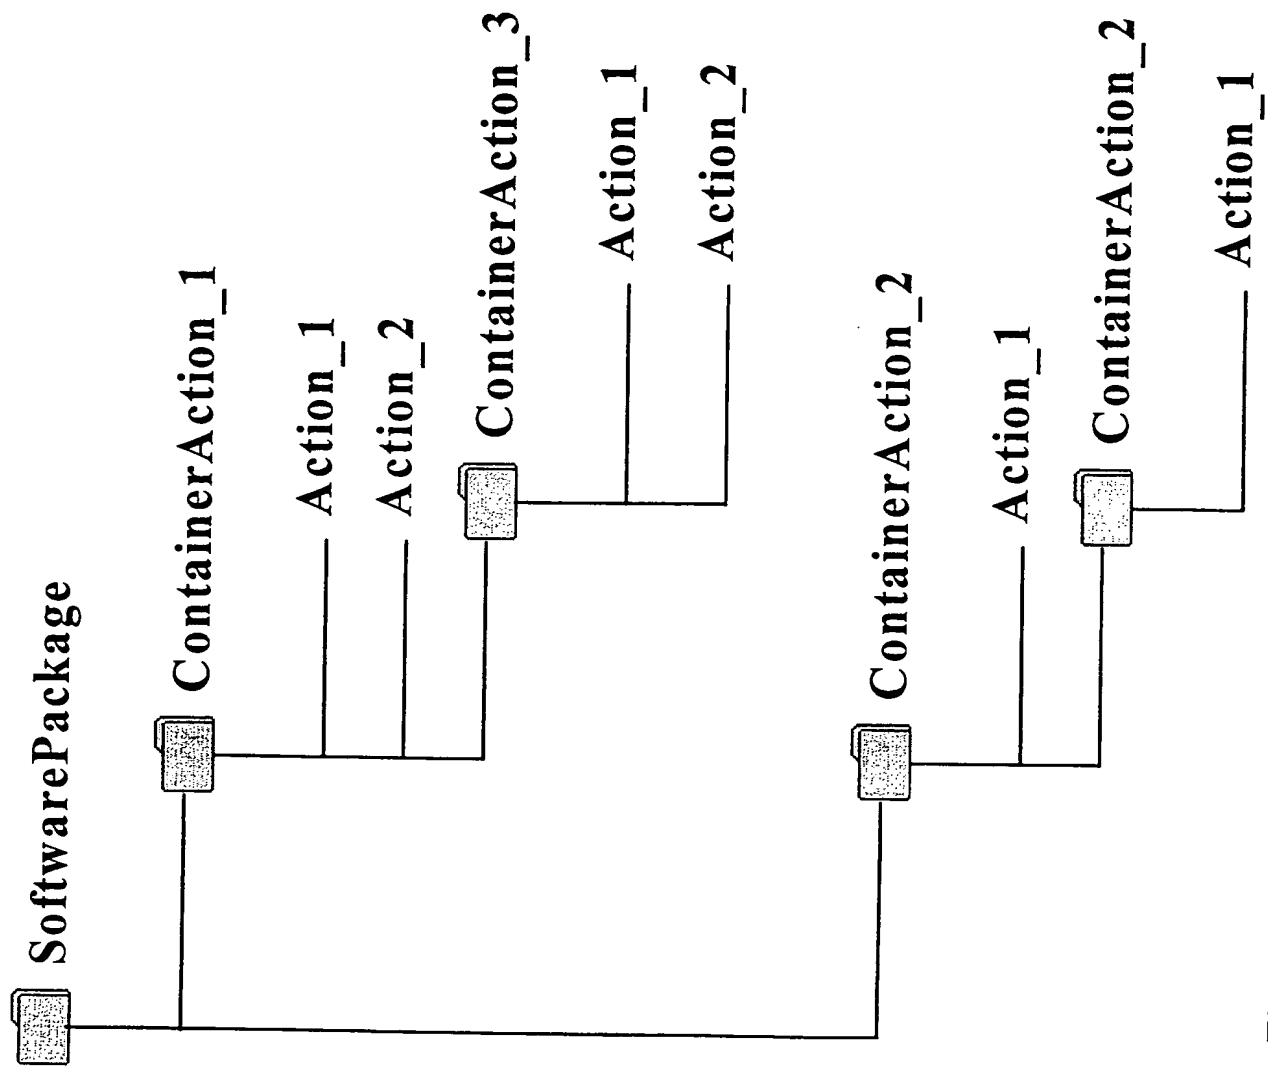 SoftwarePackage
ContainerAction_1
Action_1
Action_2
ContainerAction_3
Action_1
Action_2
ContainerAction_2
Action_1
ContainerAction_2
Action_1